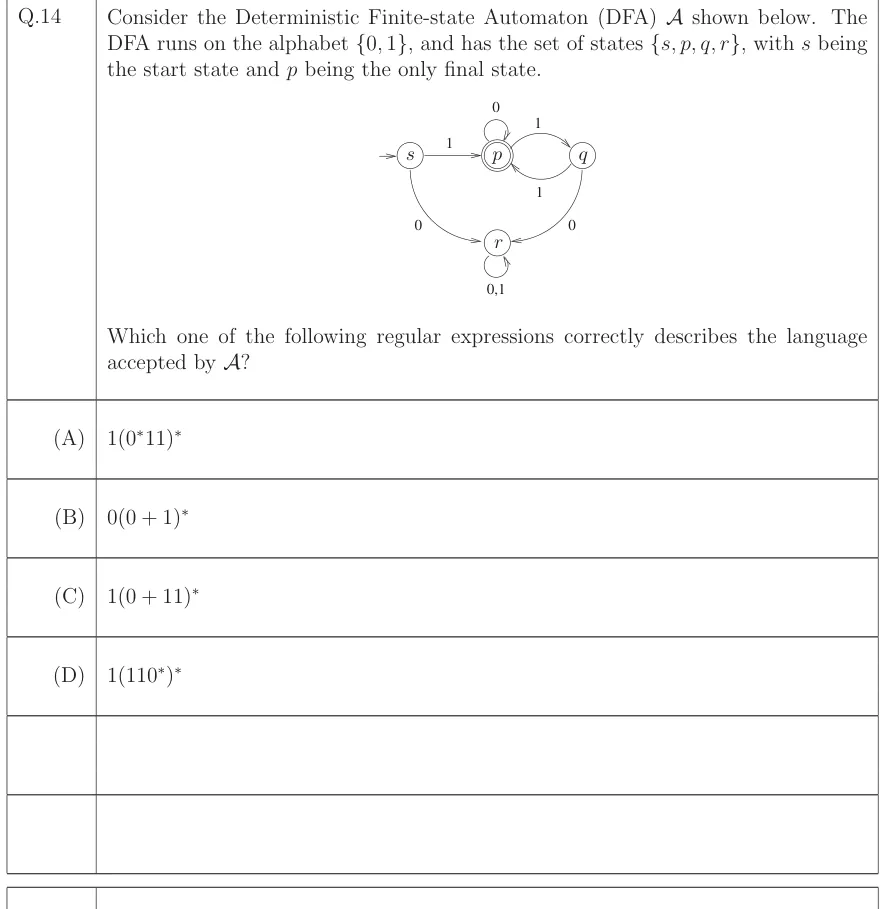 Q.14 Consider the Deterministic Finite-state Automaton (DFA) 𝒜 shown below. The
DFA runs on the alphabet {0, 1}, and has the set of states {s, p, q, r}, with s being
the start state and p being the only final state.
0
1
1
s
p
q
1
0
0
r
0,1
Which one of the following regular expressions correctly describes the language
accepted by 𝒜?
(A) 1(0*11)*
(B) 0(0 + 1)*
(C) 1(0 + 11)*
(D) 1(110*)*